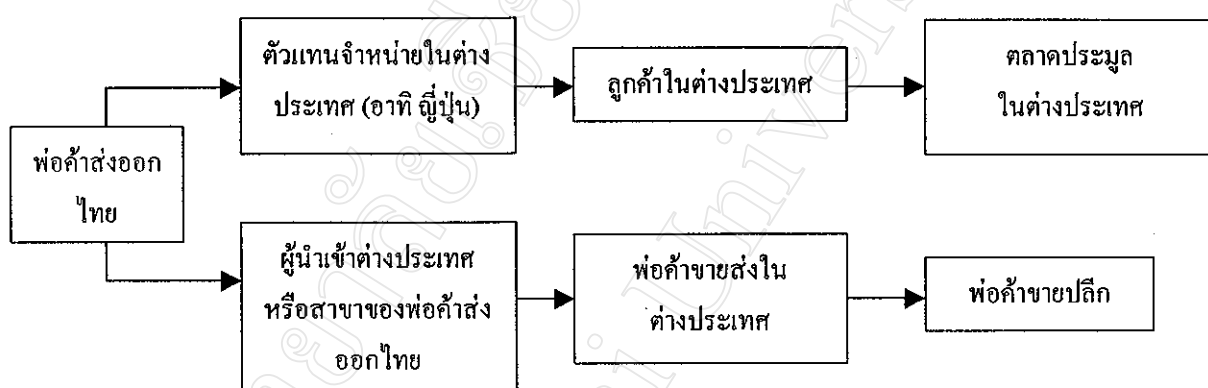 ตัวแทนจำหน่ายในต่าง
ประเทศ (อาทิ ญี่ปุ่น)
ลูกค้าในต่างประเทศ
ตลาดประมูล
ในต่างประเทศ
พ่อค้าส่งออก
ไทย
ผู้นำเข้าต่างประเทศ
หรือสาขาของพ่อค้าส่ง
ออกไทย
พ่อค้าขายส่งใน
ต่างประเทศ
พ่อค้าขายปลีก